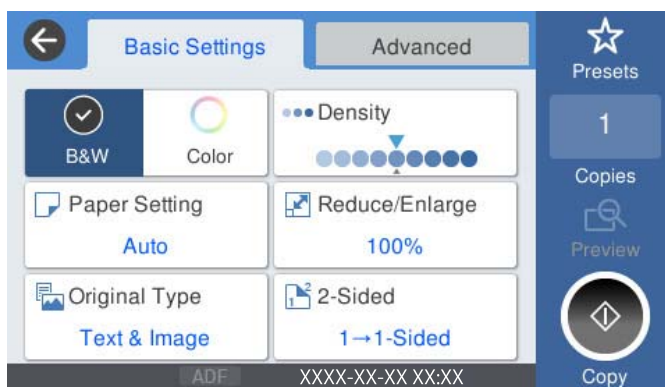 Basic Settings
Advanced
Presets
B&W
Color
Density
1
Copies
Paper Setting
Auto
Reduce/Enlarge
100%
Preview
Original Type
Text & Image
2-Sided
1→1-Sided
ADF
XXXX-XX-XX XX:XX
Copy